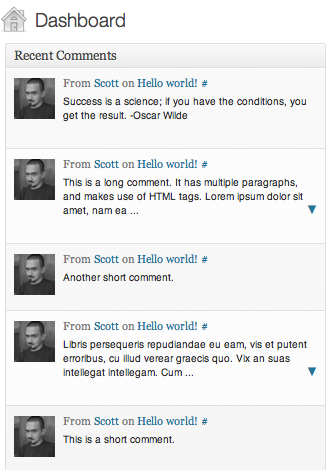 Dashboard
Recent Comments
From Scott on Hello world! #
Success is a science; if you have the conditions, you
get the result. -Oscar Wilde
From Scott on Hello world! #
This is a long comment. It has multiple paragraphs,
and makes use of HTML tags. Lorem ipsum dolor sit
amet, nam ea ...
From Scott on Hello world! #
Another short comment.
From Scott on Hello world! #
Libris persequeris repudiandae eu eam, vis et putent
erroribus, cu illud verear graecis quo. Vix an suas
intellegat intellegam. Cum ...
From Scott on Hello world! #
This is a short comment.